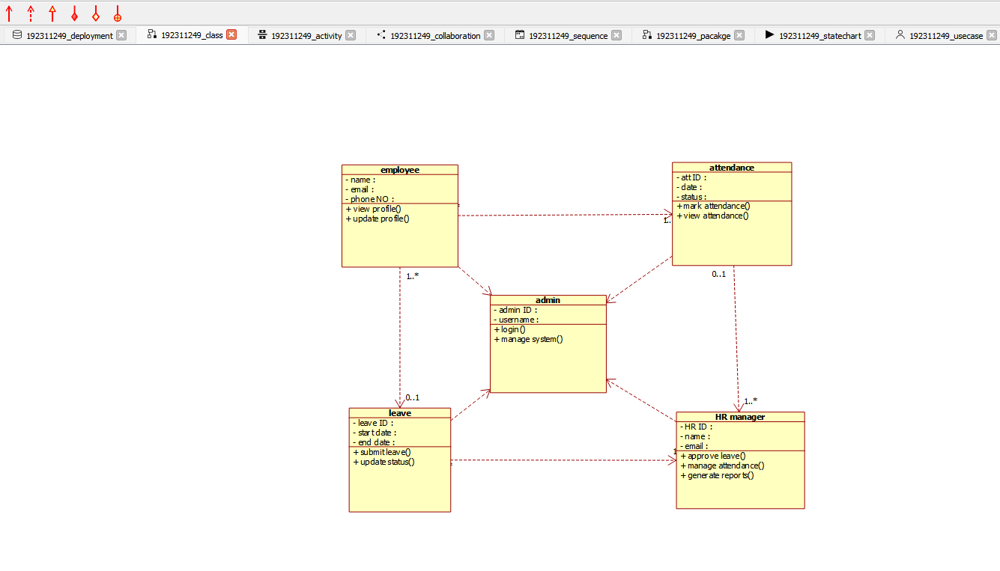 192311249_deployment
192311249_class
192311249_activity
192311249_collaboration
192311249_sequence
192311249_pacakge
192311249_statechart
192311249_usecase
employee
- name :
- email :
- phone NO :
+ view profile()
+ update profile()
attendance
- att ID :
- date :
- status :
+mark attendance()
+ view attendance()
1..
1..*
0..1
admin
- admin ID :
- username :
+ login()
+ manage system()
0..1
1..*
leave
- leave ID :
- start date :
- end date :
+ submit leave()
+ update status()
HR manager
- HR ID :
- name :
- email :
+ approve leave()
+ manage attendance()
+ generate reports()
1